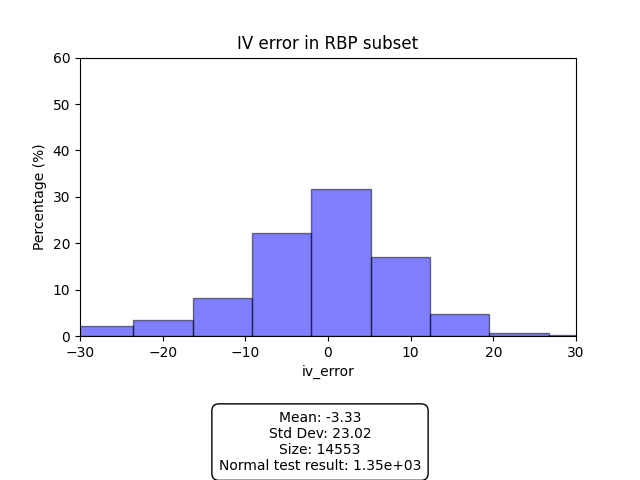 IV error in RBP subset
60
50
40
30
20
10
0
Percentage (%)
−30
−20
−10
0
10
20
30
iv_error
Mean: -3.33
Std Dev: 23.02
Size: 14553
Normal test result: 1.35e+03